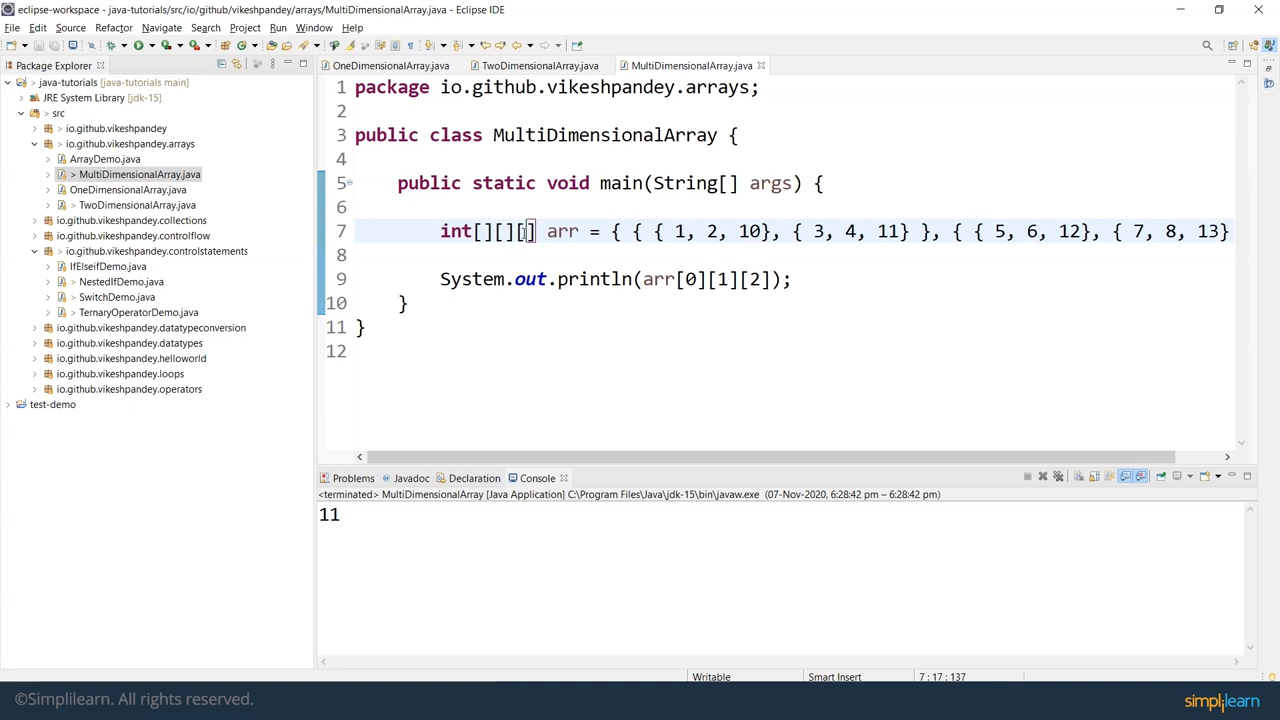 eclipse-workspace - java-tutorials/src/io/github/vikeshpandey/arrays/MultiDimensionalArray.java - Eclipse IDE
File Edit Source Refactor Navigate Search Project Run Window Help
Package Explorer
java-tutorials [java-tutorials main]
JRE System Library [jdk-15]
src
io.github.vikeshpandey
io.github.vikeshpandey.arrays
ArrayDemo.java
MultiDimensionalArray.java
OneDimensionalArray.java
TwoDimensionalArray.java
io.github.vikeshpandey.collections
io.github.vikeshpandey.controlflow
io.github.vikeshpandey.controlstatements
IfElseifDemo.java
NestedIfDemo.java
SwitchDemo.java
TernaryOperatorDemo.java
io.github.vikeshpandey.datatypeconversion
io.github.vikeshpandey.datatypes
io.github.vikeshpandey.helloworld
io.github.vikeshpandey.loops
io.github.vikeshpandey.operators
test-demo
OneDimensionalArray.java TwoDimensionalArray.java MultiDimensionalArray.java
1 package io.github.vikeshpandey.arrays;
2
3 public class MultiDimensionalArray {
4
5 public static void main(String[] args) {
6
7 int[][][] arr = { { { 1, 2, 10}, { 3, 4, 11} }, { { 5, 6, 12}, { 7, 8, 13}
8
9 System.out.println(arr[0][1][2]);
10 }
11 }
12
Problems Javadoc Declaration Console
<terminated> MultiDimensionalArray [Java Application] C:\Program Files\Java\jdk-15\bin\javaw.exe (07-Nov-2020, 6:28:42 pm – 6:28:42 pm)
11
Writable Smart Insert 7 : 17 : 137
©Simplilearn. All rights reserved.
simplilearn